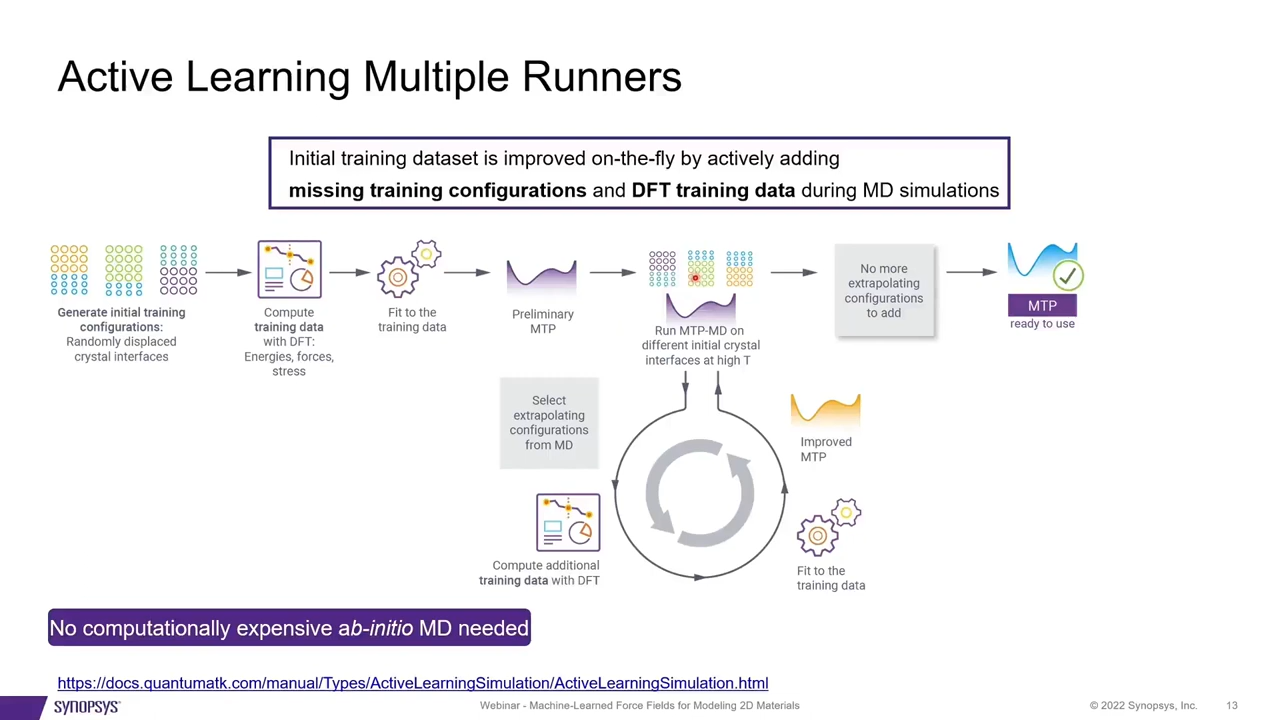 Active Learning Multiple Runners
Initial training dataset is improved on-the-fly by actively adding
missing training configurations and DFT training data during MD simulations
Generate initial training
configurations:
Randomly displaced
crystal interfaces
Compute
training data
with DFT:
Energies, forces,
stress
Fit to the
training data
Preliminary
MTP
Run MTP-MD on
different initial crystal
interfaces at high T
No more
extrapolating
configurations
to add
MTP
ready to use
Select
extrapolating
configurations
from MD
Improved
MTP
Compute additional
training data with DFT
Fit to the
training data
No computationally expensive ab-initio MD needed
https://docs.quantumatk.com/manual/Types/ActiveLearningSimulation/ActiveLearningSimulation.html
SYNOPSYS®
Webinar - Machine-Learned Force Fields for Modeling 2D Materials
© 2022 Synopsys, Inc.
13